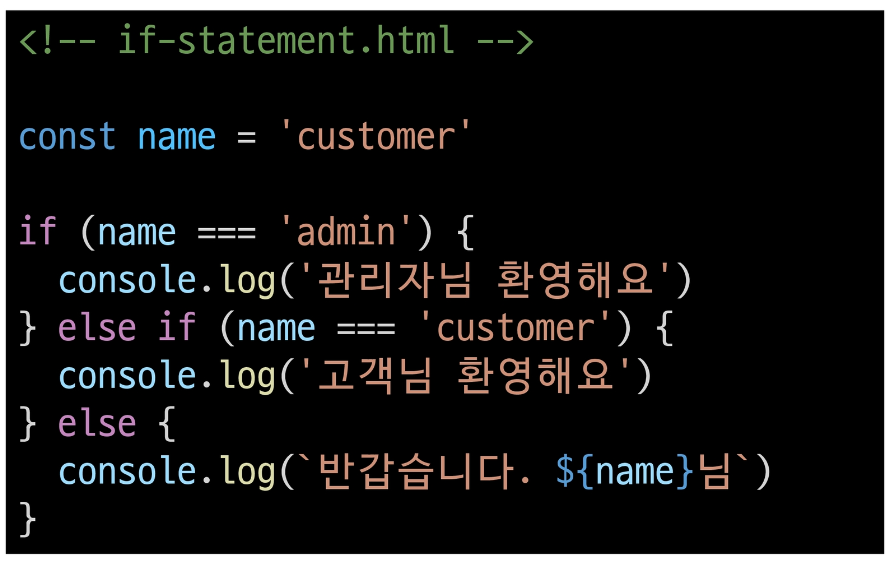 <!-- if-statement.html -->
const name = 'customer'
if (name === 'admin') {
  console.log('관리자님 환영해요')
} else if (name === 'customer') {
  console.log('고객님 환영해요')
} else {
  console.log(`반갑습니다. ${name}님`)
}